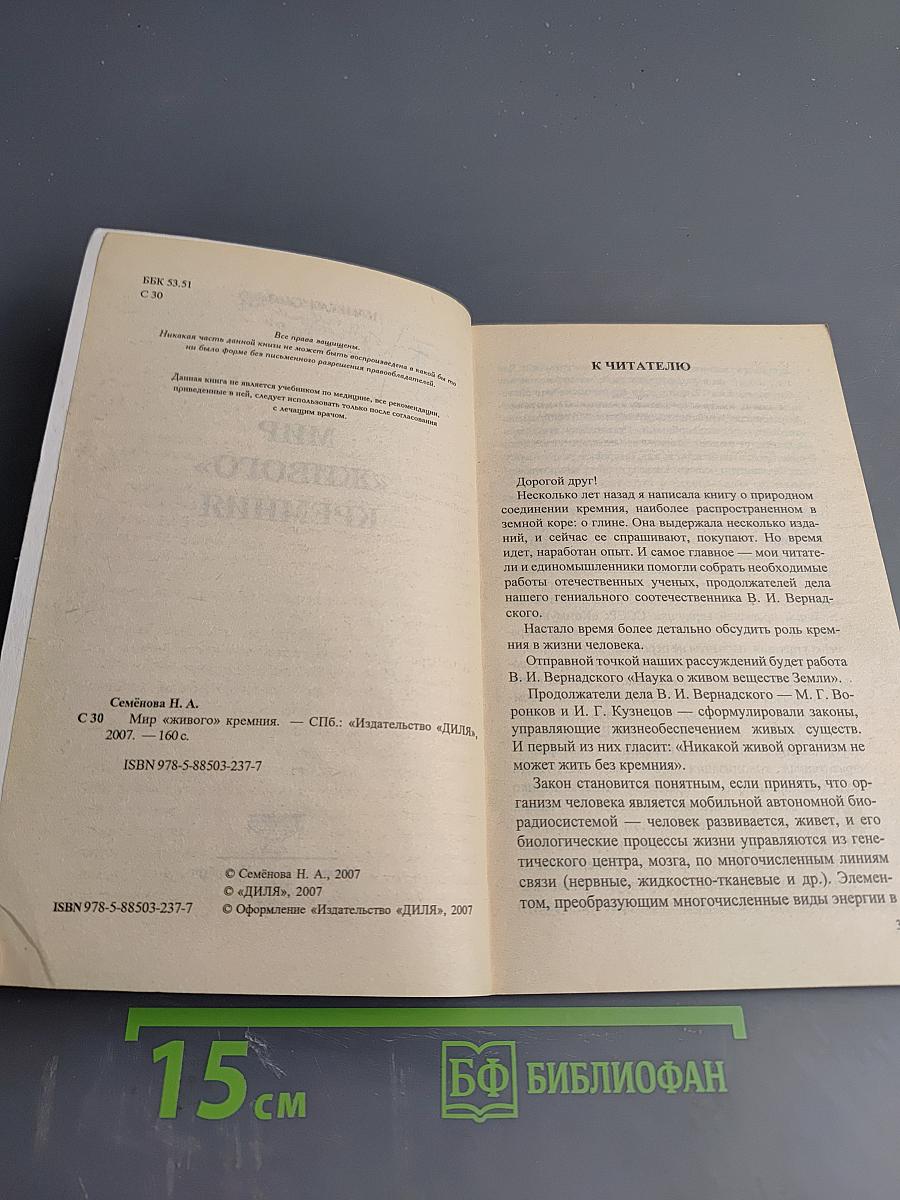 ББК 53.51
С 30
Все права защищены.
Никакая часть данной книги не может быть воспроизведена в какой бы то
ни было форме без письменного разрешения правообладателей.
Данная книга не является учебником по медицине, все рекомендации,
приведенные в ней, следует использовать только после согласования
с лечащим врачом.
МИР
«ЖИВОГО»
КРЕМНИЯ
Семёнова Н. А.
С 30 Мир «живого» кремния. — СПб.: «Издательство «ДИЛЯ»,
2007. — 160 с.
ISBN 978-5-88503-237-7
© Семёнова Н. А., 2007
© «ДИЛЯ», 2007
ISBN 978-5-88503-237-7 © Оформление «Издательство «ДИЛЯ», 2007
К ЧИТАТЕЛЮ
Дорогой друг!
Несколько лет назад я написала книгу о природном
соединении кремния, наиболее распространенном в
земной коре: о глине. Она выдержала несколько изда-
ний, и сейчас ее спрашивают, покупают. Но время
идет, наработан опыт. И самое главное — мои читате-
ли и единомышленники помогли собрать необходимые
работы отечественных ученых, продолжателей дела
нашего гениального соотечественника В. И. Вернад-
ского.
Настало время более детально обсудить роль крем-
ния в жизни человека.
Отправной точкой наших рассуждений будет работа
В. И. Вернадского «Наука о живом веществе Земли».
Продолжатели дела В. И. Вернадского — М. Г. Во-
ронков и И. Г. Кузнецов — сформулировали законы,
управляющие жизнеобеспечением живых существ.
И первый из них гласит: «Никакой живой организм не
может жить без кремния».
Закон становится понятным, если принять, что ор-
ганизм человека является мобильной автономной био-
радиосистемой — человек развивается, живет, и его
биологические процессы жизни управляются из гене-
тического центра, мозга, по многочисленным линиям
связи (нервные, жидкостно-тканевые и др.). Элемен-
том, преобразующим многочисленные виды энергии в
15 см
БФ БИБЛИОФАН